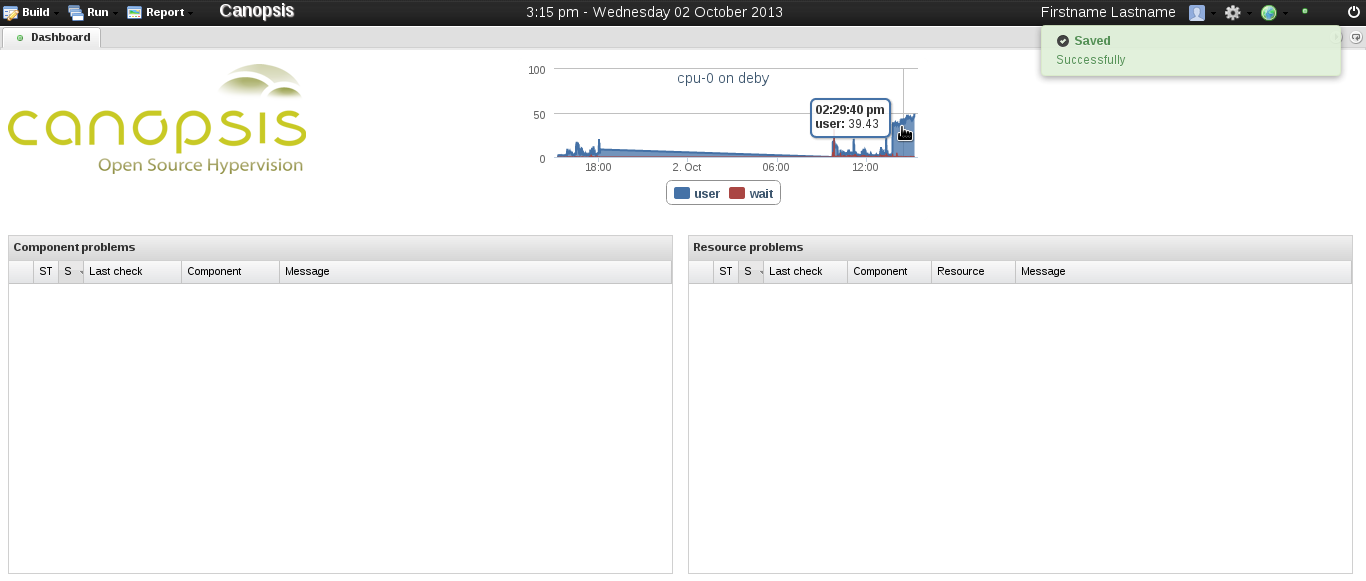 Build Run Report Canopsis 3:15 pm - Wednesday 02 October 2013 Firstname Lastname
Dashboard
Saved
Successfully
canopsis
Open Source Hypervision
100
cpu-0 on deby
50
02:29:40 pm
user: 39.43
0
18:00 2. Oct 06:00 12:00
user wait
Component problems
ST S Last check Component Message
Resource problems
ST S Last check Component Resource Message